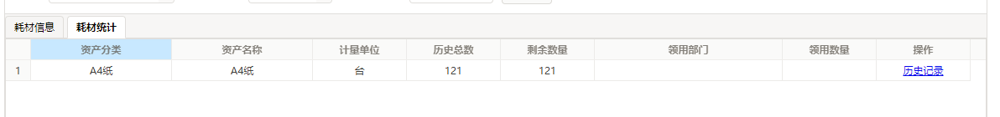 耗材信息 耗材统计
资产分类 资产名称 计量单位 历史总数 剩余数量 领用部门 领用数量 操作
1 A4纸 A4纸 台 121 121 历史记录